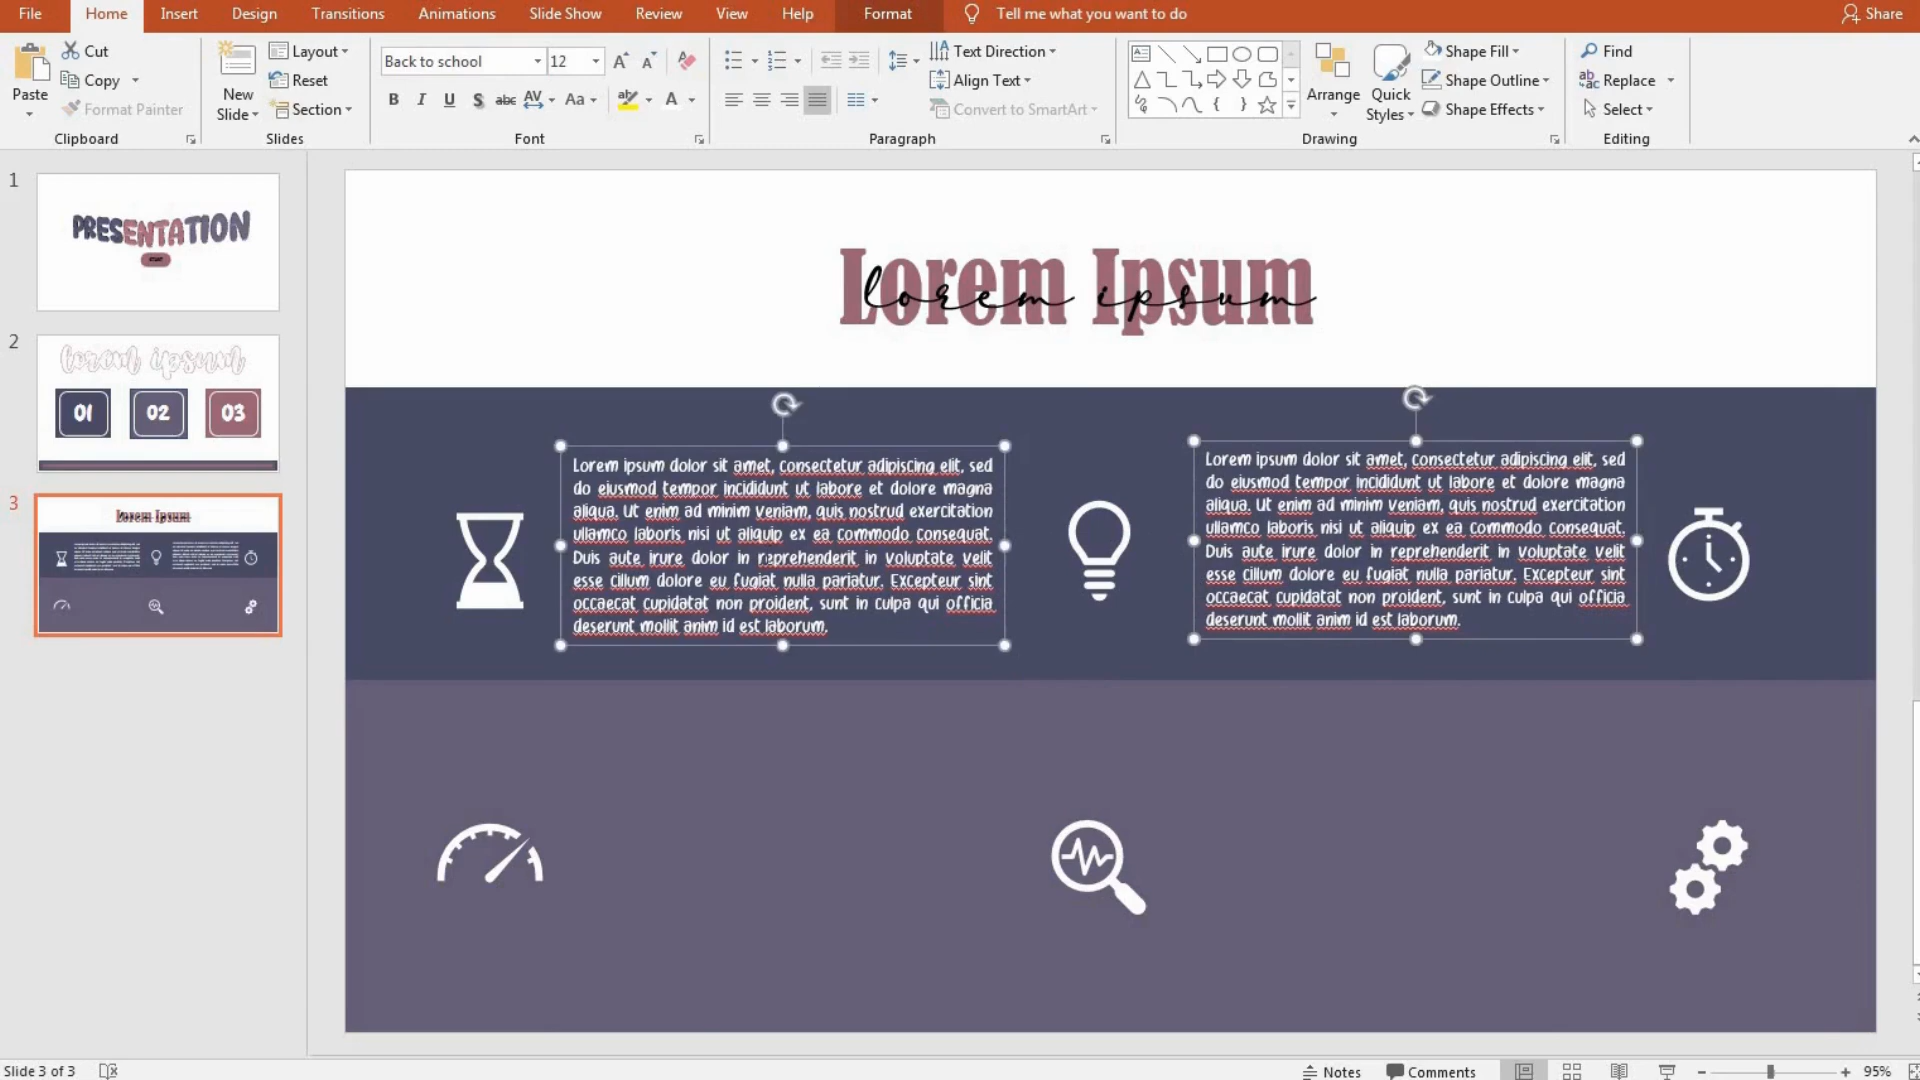 File Home Insert Design Transitions Animations Slide Show Review View Help Format Tell me what you want to do Share
Cut
Copy
Format Painter
Paste
Clipboard
New Slide
Layout
Reset
Section
Slides
Back to school 12
B I U S abc AV Aa A
Font
Text Direction
Align Text
Convert to SmartArt
Paragraph
Arrange
Quick Styles
Shape Fill
Shape Outline
Shape Effects
Drawing
Find
Replace
Select
Editing
1
PRESENTATION
2
lorem ipsum
01 02 03
3
Lorem Ipsum
Lorem Ipsum
lorem ipsum
Lorem ipsum dolor sit amet, consectetur adipiscing elit, sed
do eiusmod tempor incididunt ut labore et dolore magna
aliqua. Ut enim ad minim veniam, quis nostrud exercitation
ullamco laboris nisi ut aliquip ex ea commodo consequat.
Duis aute irure dolor in reprehenderit in voluptate velit
esse cillum dolore eu fugiat nulla pariatur. Excepteur sint
occaecat cupidatat non proident, sunt in culpa qui officia
deserunt mollit anim id est laborum.
Lorem ipsum dolor sit amet, consectetur adipiscing elit, sed
do eiusmod tempor incididunt ut labore et dolore magna
aliqua. Ut enim ad minim veniam, quis nostrud exercitation
ullamco laboris nisi ut aliquip ex ea commodo consequat.
Duis aute irure dolor in reprehenderit in voluptate velit
esse cillum dolore eu fugiat nulla pariatur. Excepteur sint
occaecat cupidatat non proident, sunt in culpa qui officia
deserunt mollit anim id est laborum.
Slide 3 of 3
Notes Comments 95%